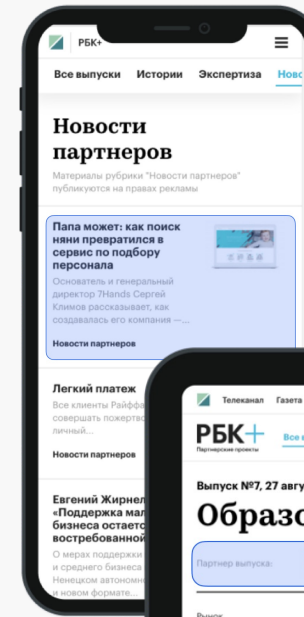 РБК+
Все выпуски Истории Экспертиза Ново
Новости
партнеров
Материалы рубрики "Новости партнеров"
публикуются на правах рекламы
Папа может: как поиск
няни превратился в
сервис по подбору
персонала
Основатель и генеральный
директор 7Hands Сергей
Климов рассказывает, как
создавалась его компания —...
Новости партнеров
Легкий платеж
Все клиенты Райффа
совершать пожертво
личный...
Новости партнеров
Евгений Жирнел
«Поддержка мал
бизнеса остаетс
востребованной
О мерах поддержки
и среднего бизнеса
Ненецком автономн
и новом формате...
Телеканал Газета
РБК+ Все в
Партнерские проекты
Выпуск №7, 27 авгу
Образо
Партнер выпуска:
Рынок